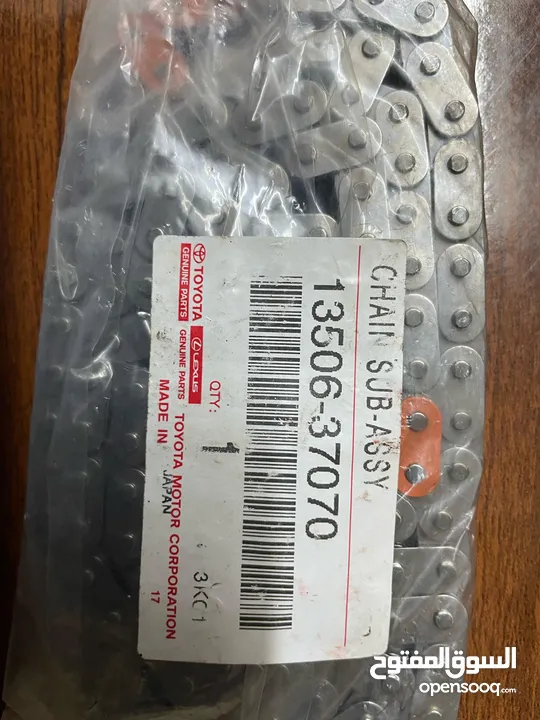 CHAIN SUB-ASSY
13506-37070
QTY: 1
3K01
TOYOTA
GENUINE PARTS
LEXUS
GENUINE PARTS
TOYOTA MOTOR CORPORATION
MADE IN JAPAN
17
السوق المفتوح
opensooq.com